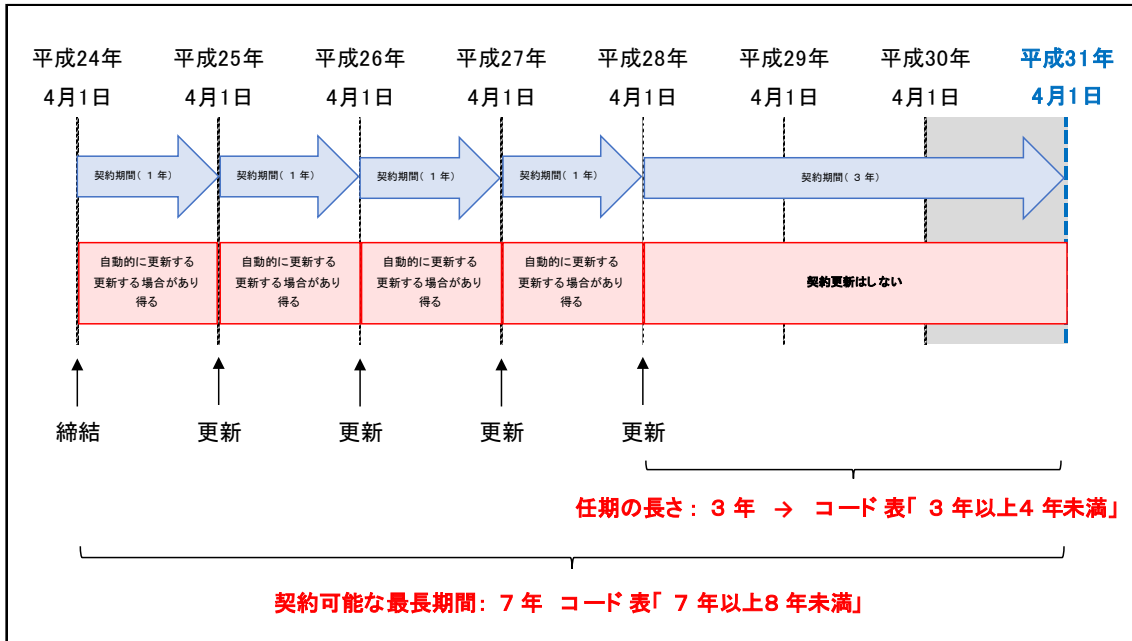 平成24年 平成25年 平成26年 平成27年 平成28年 平成29年 平成30年 平成31年
4月1日 4月1日 4月1日 4月1日 4月1日 4月1日 4月1日 4月1日
契約期間(1年) 契約期間(1年) 契約期間(1年) 契約期間(1年) 契約期間(3年)
自動的に更新する 自動的に更新する 自動的に更新する 自動的に更新する
更新する場合があり 更新する場合があり 更新する場合があり 更新する場合があり 契約更新はしない
得る 得る 得る 得る
締結 更新 更新 更新 更新
任期の長さ:3年 → コード表「3年以上4年未満」
契約可能な最長期間:7年 コード表「7年以上8年未満」